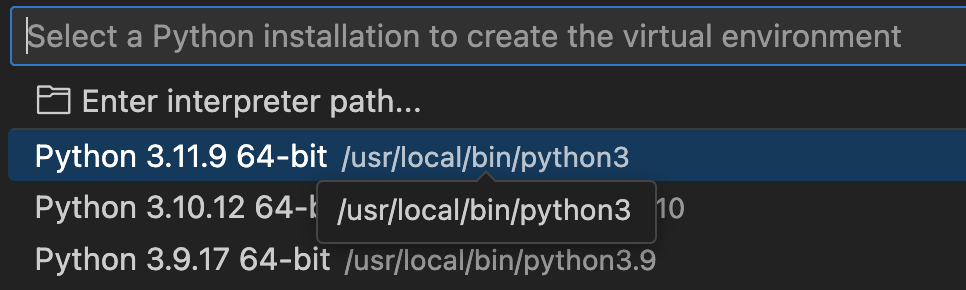 Select a Python installation to create the virtual environment
Enter interpreter path...
Python 3.11.9 64-bit /usr/local/bin/python3
/usr/local/bin/python3
Python 3.10.12 64-b 10
Python 3.9.17 64-bit /usr/local/bin/python3.9